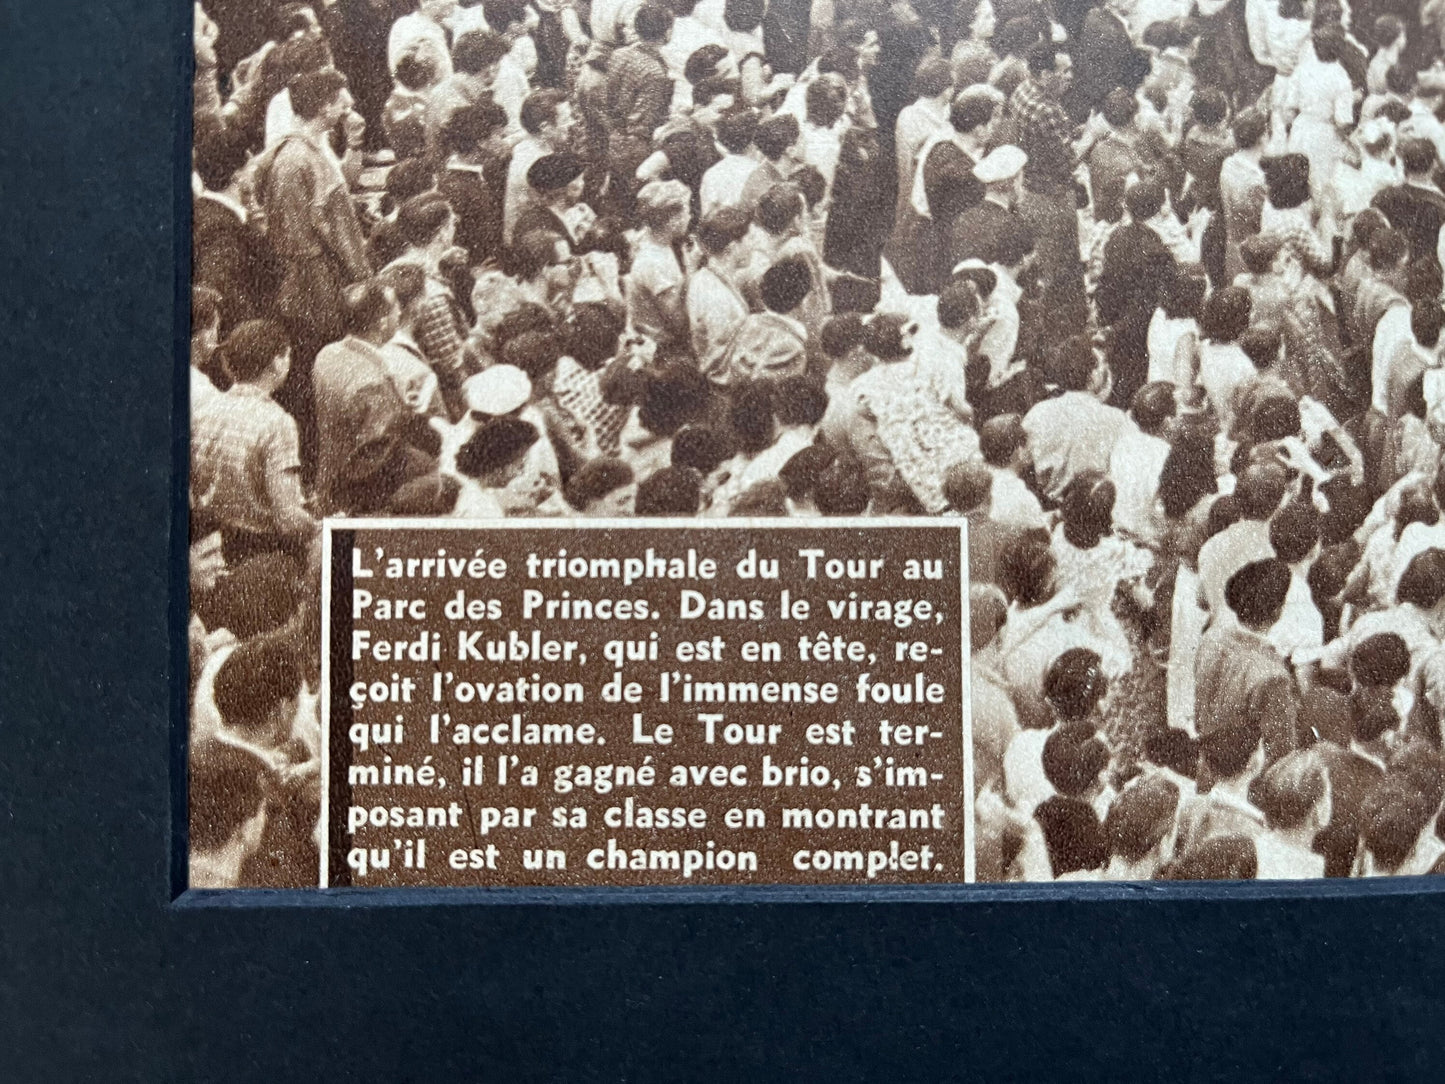 L'arrivée triomphale du Tour au
Parc des Princes. Dans le virage,
Ferdi Kubler, qui est en tête, re-
çoit l'ovation de l'immense foule
qui l'acclame. Le Tour est ter-
miné, il l'a gagné avec brio, s'im-
posant par sa classe en montrant
qu'il est un champion complet.